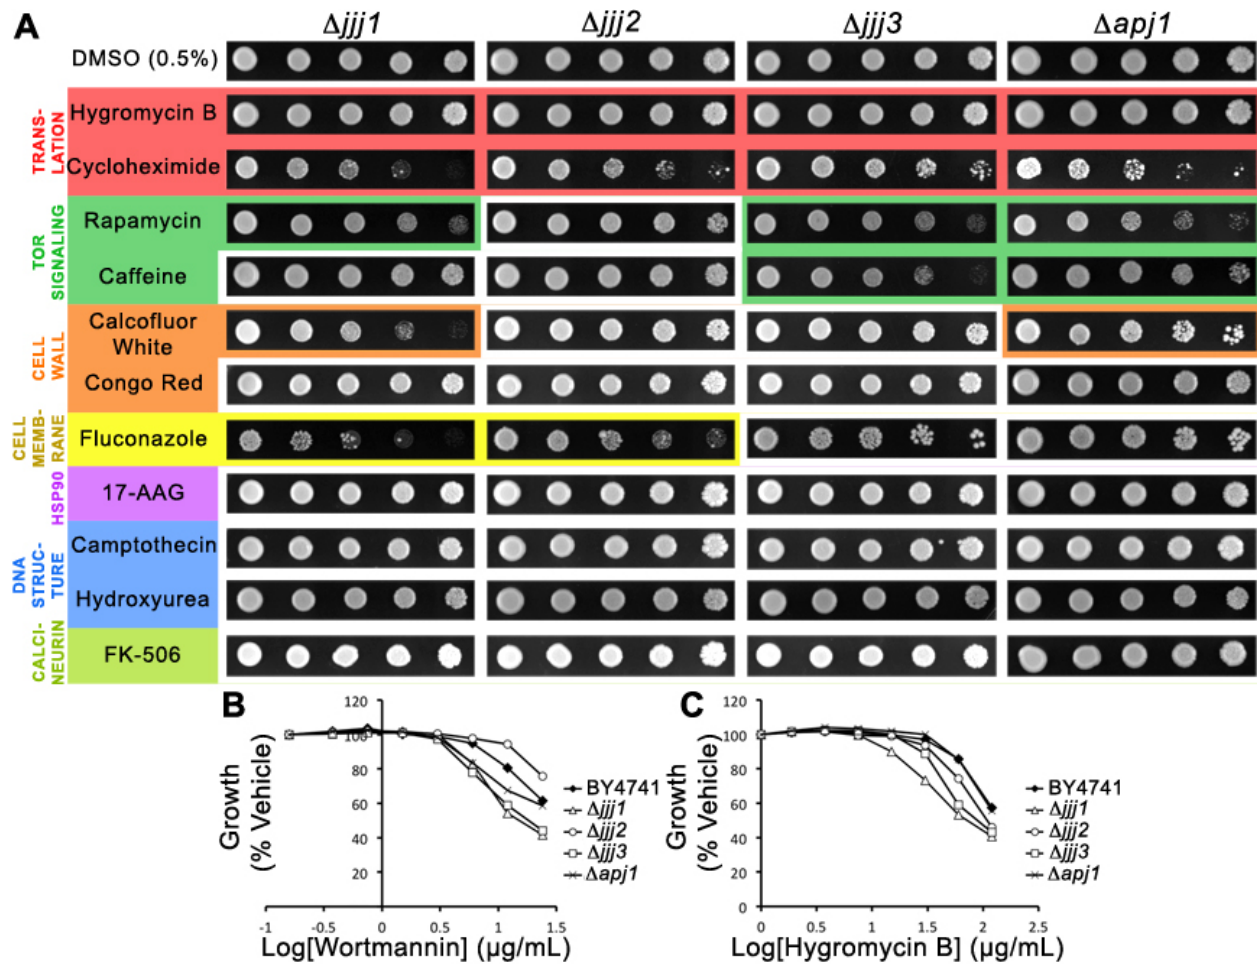 A
Δjjj1 Δjjj2 Δjjj3 Δapj1
DMSO (0.5%)
TRANS-
LATION
Hygromycin B
Cycloheximide
TOR
SIGNALING
Rapamycin
Caffeine
CELL
WALL
Calcofluor
White
Congo Red
CELL
MEMB-
RANE
Fluconazole
HSP90
17-AAG
DNA
STRUC-
TURE
Camptothecin
Hydroxyurea
CALCI-
NEURIN
FK-506
B
Growth
(% Vehicle)
120
100
80
60
40
20
-1 -0.5 0 0.5 1 1.5
Log[Wortmannin] (µg/mL)
BY4741
Δjjj1
Δjjj2
Δjjj3
Δapj1
C
Growth
(% Vehicle)
120
100
80
60
40
20
0
0 0.5 1 1.5 2 2.5
Log[Hygromycin B] (µg/mL)
BY4741
Δjjj1
Δjjj2
Δjjj3
Δapj1